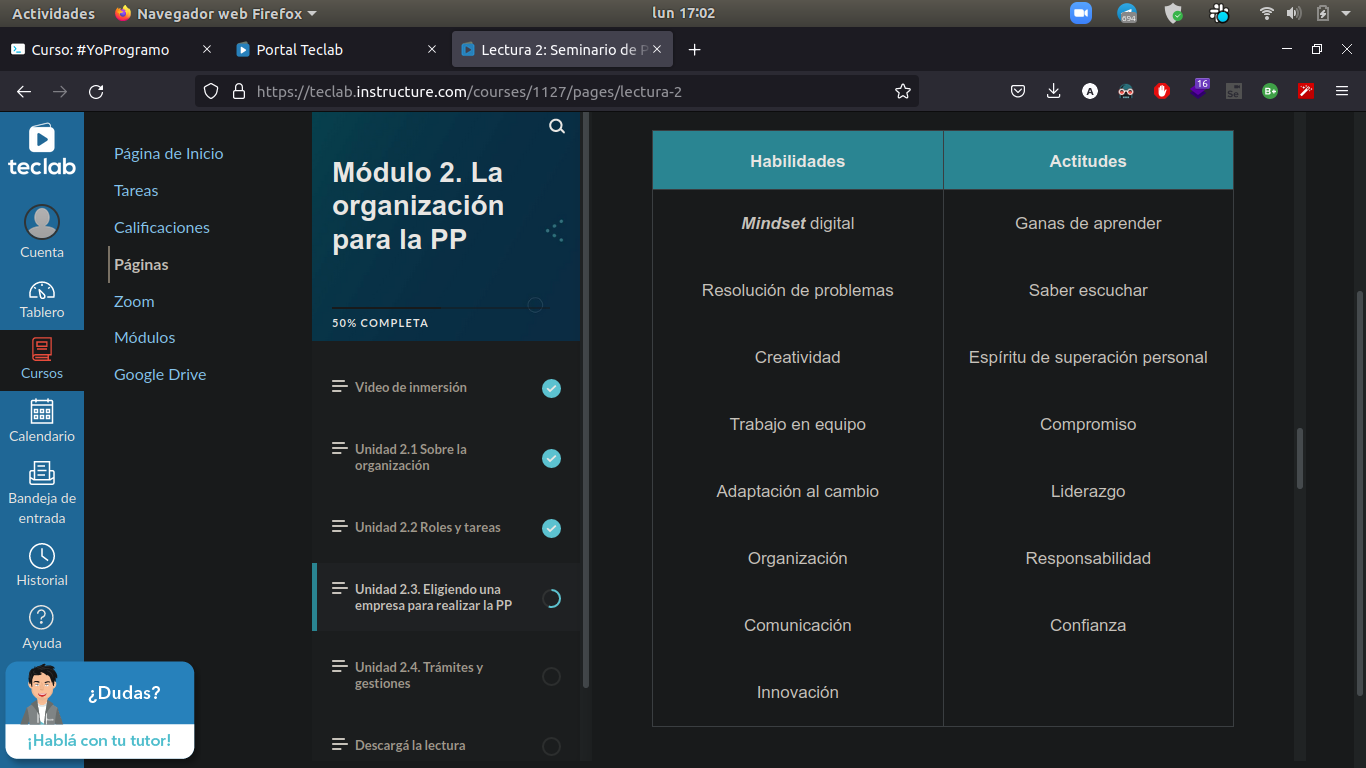 Actividades
Navegador web Firefox
lun 17:02
694
Curso: #YoProgramo
Portal Teclab
Lectura 2: Seminario de P
https://teclab.instructure.com/courses/1127/pages/lectura-2
A
16
Se
B+
teclab
Cuenta
Tablero
Cursos
Calendario
Bandeja de
entrada
Historial
Ayuda
¿Dudas?
¡Hablá con tu tutor!
Página de Inicio
Tareas
Calificaciones
Páginas
Zoom
Módulos
Google Drive
Módulo 2. La
organización
para la PP
50% COMPLETA
Video de inmersión
Unidad 2.1 Sobre la
organización
Unidad 2.2 Roles y tareas
Unidad 2.3. Eligiendo una
empresa para realizar la PP
Unidad 2.4. Trámites y
gestiones
Descargá la lectura
Habilidades Actitudes
Mindset digital Ganas de aprender
Resolución de problemas Saber escuchar
Creatividad Espíritu de superación personal
Trabajo en equipo Compromiso
Adaptación al cambio Liderazgo
Organización Responsabilidad
Comunicación Confianza
Innovación